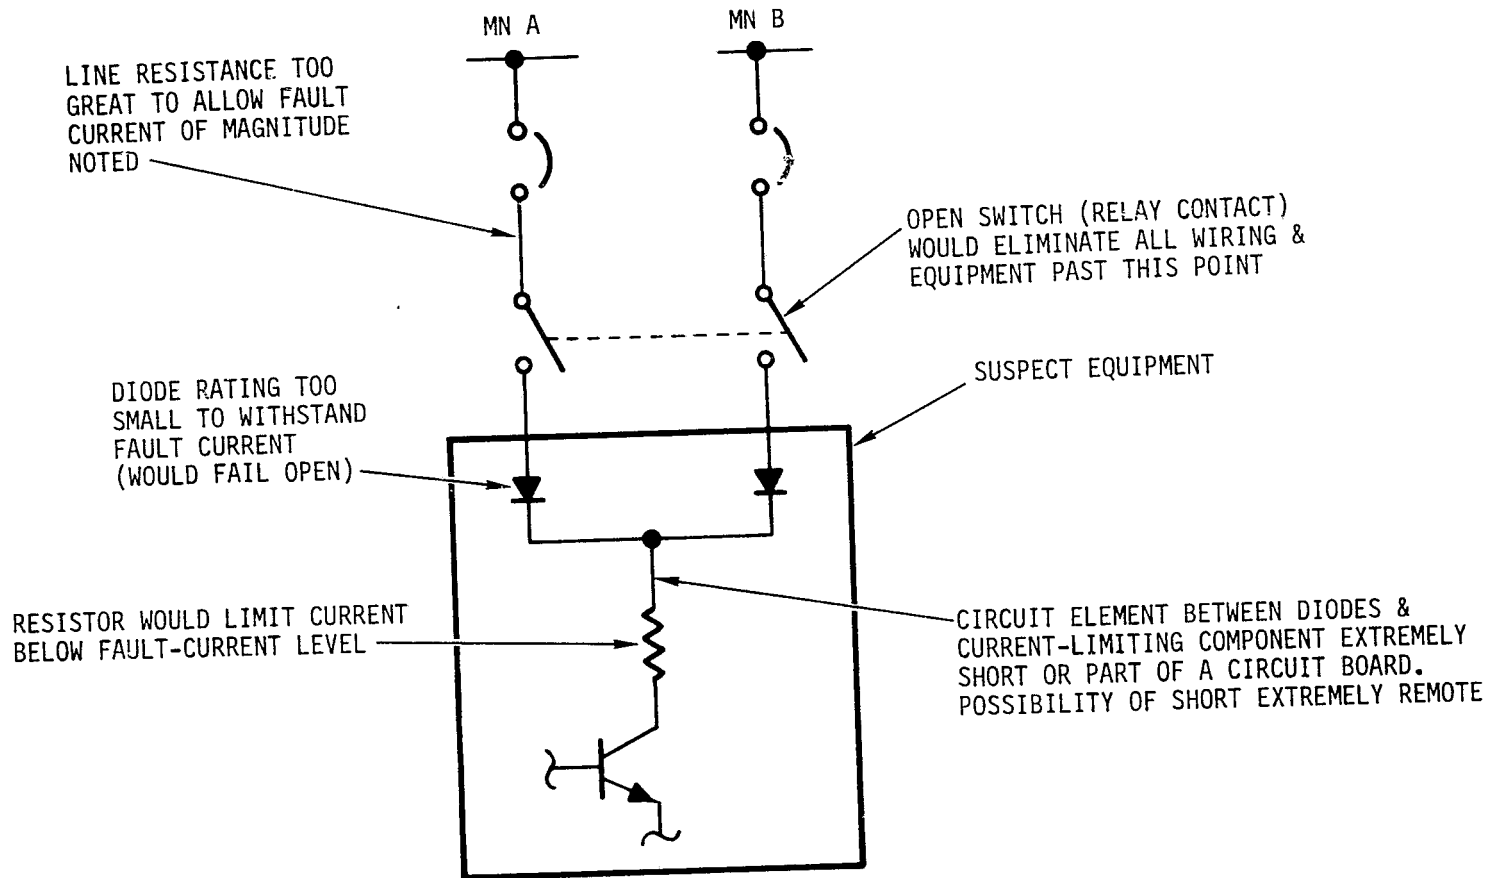 MN A
MN B
LINE RESISTANCE TOO
GREAT TO ALLOW FAULT
CURRENT OF MAGNITUDE
NOTED
OPEN SWITCH (RELAY CONTACT)
WOULD ELIMINATE ALL WIRING &
EQUIPMENT PAST THIS POINT
SUSPECT EQUIPMENT
DIODE RATING TOO
SMALL TO WITHSTAND
FAULT CURRENT
(WOULD FAIL OPEN)
RESISTOR WOULD LIMIT CURRENT
BELOW FAULT-CURRENT LEVEL
CIRCUIT ELEMENT BETWEEN DIODES &
CURRENT-LIMITING COMPONENT EXTREMELY
SHORT OR PART OF A CIRCUIT BOARD.
POSSIBILITY OF SHORT EXTREMELY REMOTE